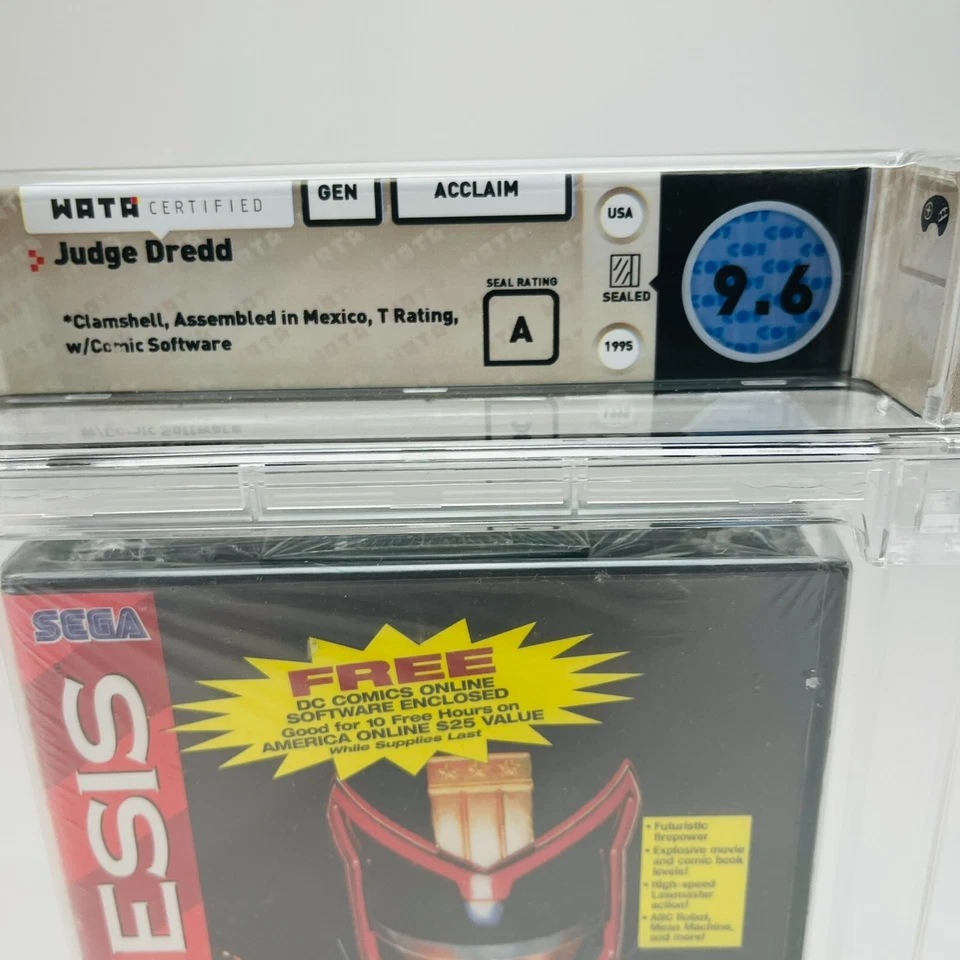 WATA CERTIFIED
GEN
ACCLAIM
Judge Dredd
*Clamshell, Assembled in Mexico, T Rating,
w/Comic Software
SEAL RATING
A
USA
SEALED
1995
9.6
SEGA
ESIS
FREE
DC COMICS ONLINE
SOFTWARE ENCLOSED
Good for 10 Free Hours on
AMERICA ONLINE $25 VALUE
While Supplies Last
• Futuristic
firepower
• Explosive movie
and comic book
levels!
• High-speed
Lawmaster
action!
• ABC Robot,
Mean Machine,
and more!